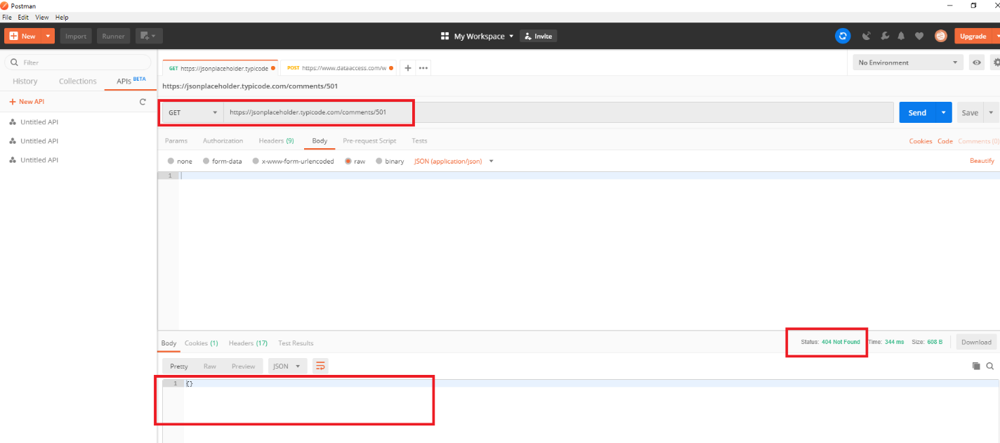 Postman
File Edit View Help
New Import Runner My Workspace Invite Upgrade
Filter
History Collections APIs BETA
New API
Untitled API
Untitled API
Untitled API
GET https://jsonplaceholder.typicode POST https://www.dataaccess.com/w No Environment
https://jsonplaceholder.typicode.com/comments/501
GET https://jsonplaceholder.typicode.com/comments/501 Send Save
Params Authorization Headers (9) Body Pre-request Script Tests Cookies Code Comments (0)
none form-data x-www-form-urlencoded raw binary JSON (application/json) Beautify
1
Body Cookies (1) Headers (17) Test Results Status: 404 Not Found Time: 344 ms Size: 608 B Download
Pretty Raw Preview JSON
1 {}